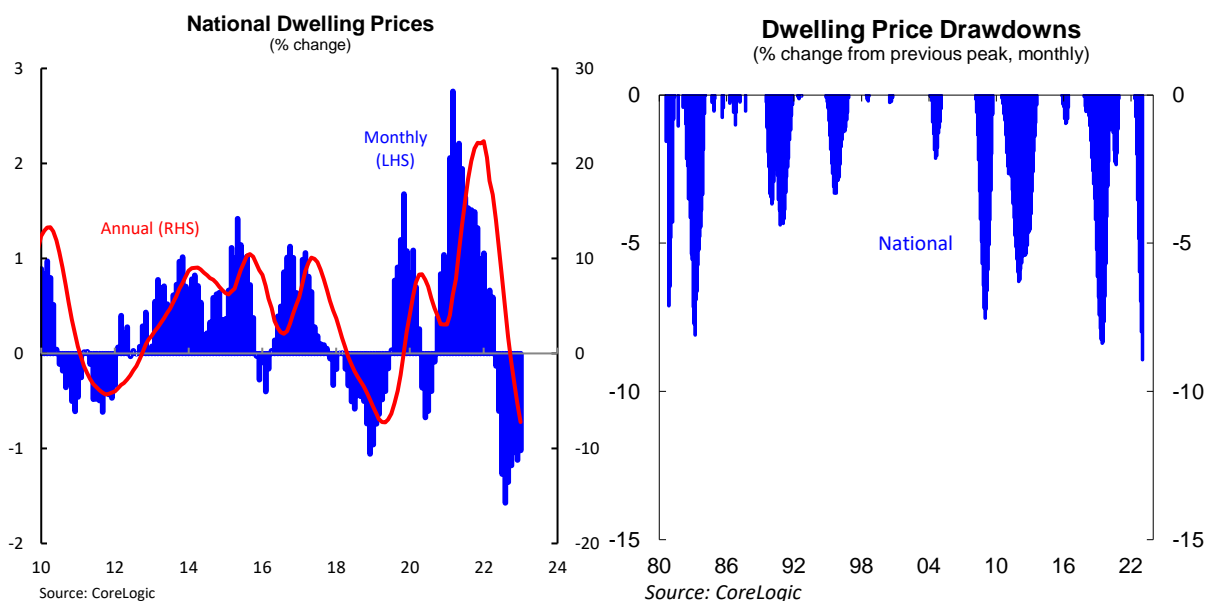 National Dwelling Prices
(% change)
3
2
1
0
-1
-2
30
20
10
0
-10
-20
Monthly
(LHS)
Annual (RHS)
10 12 14 16 18 20 22 24
Source: CoreLogic
Dwelling Price Drawdowns
(% change from previous peak, monthly)
0
-5
-10
-15
0
-5
-10
-15
National
80 86 92 98 04 10 16 22
Source: CoreLogic